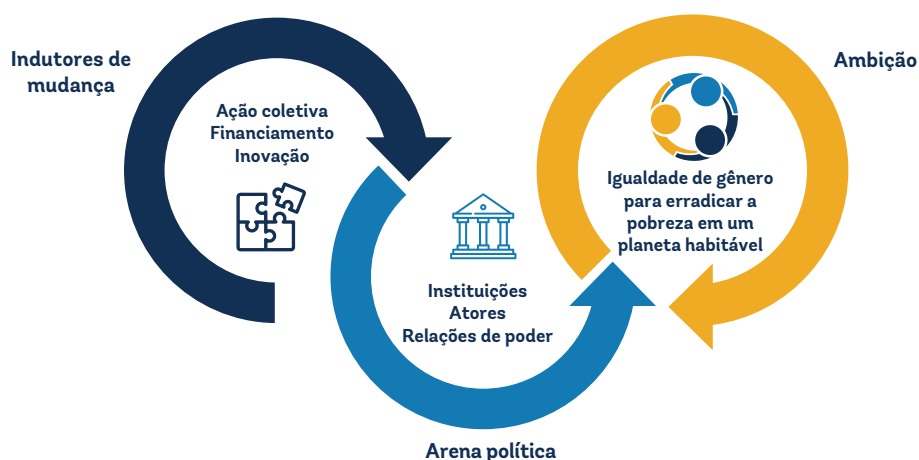 Indutores de
mudança
Ação coletiva
Financiamento
Inovação
Instituições
Atores
Relações de poder
Arena política
Ambição
Igualdade de gênero
para erradicar a
pobreza em um
planeta habitável